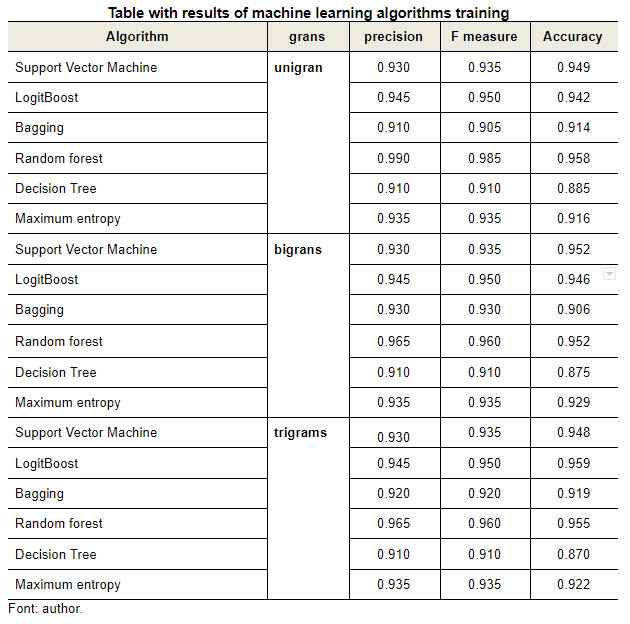 Table with results of machine learning algorithms training
Algorithm grans precision F measure Accuracy
Support Vector Machine unigran 0.930 0.935 0.949
LogitBoost 0.945 0.950 0.942
Bagging 0.910 0.905 0.914
Random forest 0.990 0.985 0.958
Decision Tree 0.910 0.910 0.885
Maximum entropy 0.935 0.935 0.916
Support Vector Machine bigrans 0.930 0.935 0.952
LogitBoost 0.945 0.950 0.946
Bagging 0.930 0.930 0.906
Random forest 0.965 0.960 0.952
Decision Tree 0.910 0.910 0.875
Maximum entropy 0.935 0.935 0.929
Support Vector Machine trigrams 0.930 0.935 0.948
LogitBoost 0.945 0.950 0.959
Bagging 0.920 0.920 0.919
Random forest 0.965 0.960 0.955
Decision Tree 0.910 0.910 0.870
Maximum entropy 0.935 0.935 0.922
Font: author.